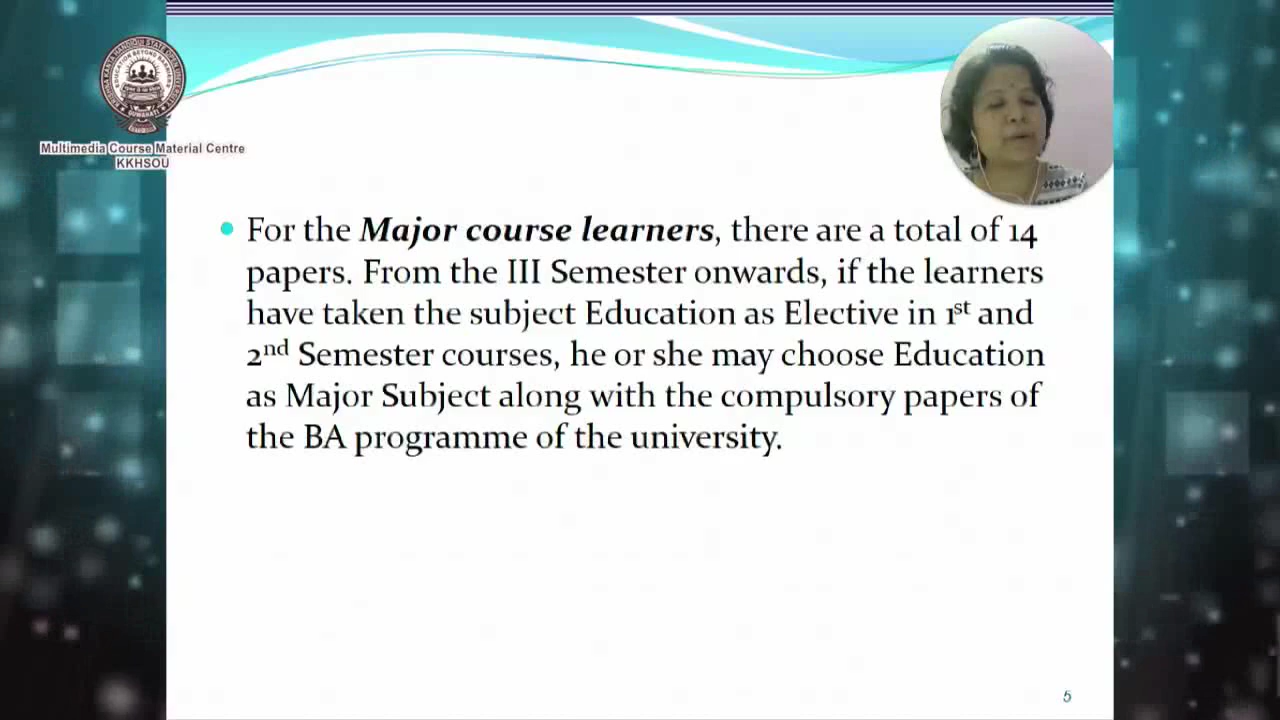 Multimedia Course Material Centre
KKHSOU
• For the Major course learners, there are a total of 14
papers. From the III Semester onwards, if the learners
have taken the subject Education as Elective in 1st and
2nd Semester courses, he or she may choose Education
as Major Subject along with the compulsory papers of
the BA programme of the university.
5